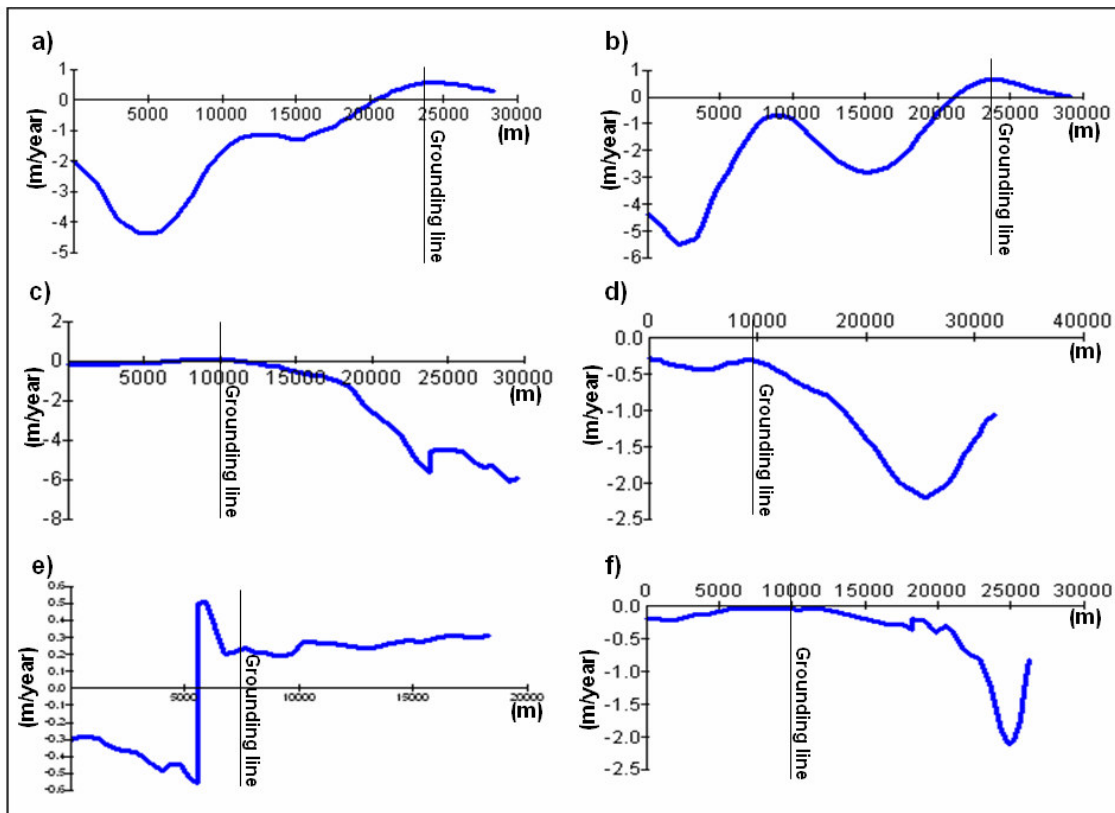 a)
1
0
-1
-2
-3
-4
-5
5000 10000 15000 20000 25000 30000
(m)
(m/year)
Grounding line
b)
1
0
-1
-2
-3
-4
-5
-6
5000 10000 15000 20000 25000 30000
(m)
(m/year)
Grounding line
c)
2
0
-2
-4
-6
-8
5000 10000 15000 20000 25000 30000
(m)
(m/year)
Grounding line
d)
0 10000 20000 30000 40000
(m)
0.0
-0.5
-1.0
-1.5
-2.0
-2.5
(m/year)
Grounding line
e)
0.6
0.5
0.4
0.3
0.2
0.1
0.0
-0.1
-0.2
-0.3
-0.4
-0.5
-0.6
50000 10000 15000 20000
(m)
(m/year)
Grounding line
f)
0 5000 10000 15000 20000 25000 30000
(m)
0.0
-0.5
-1.0
-1.5
-2.0
-2.5
(m/year)
Grounding line